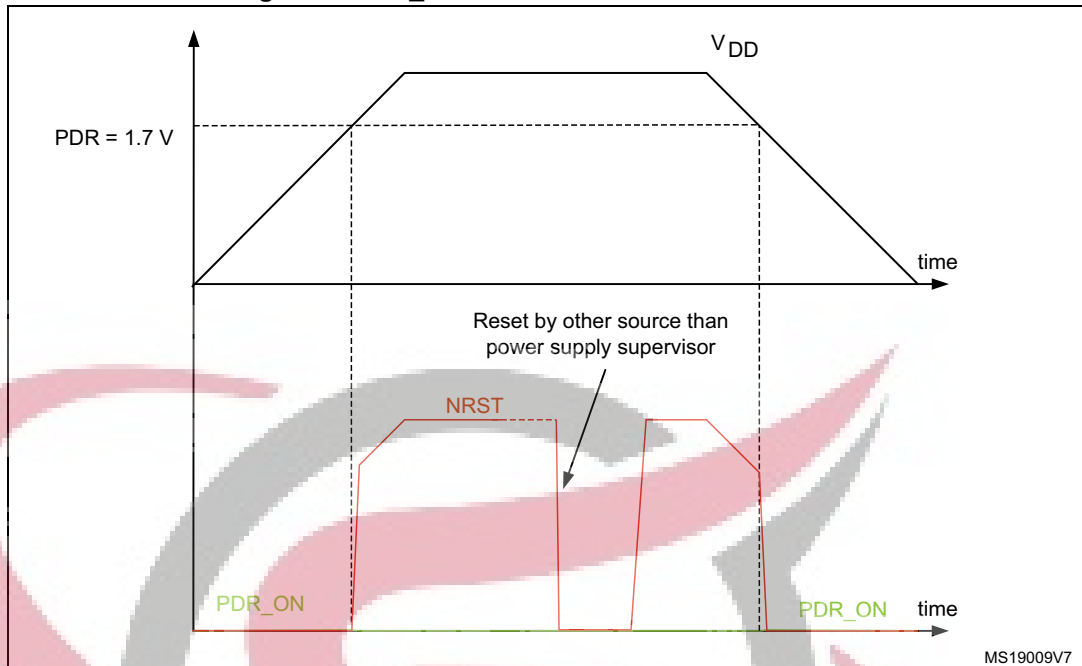 V DD
PDR = 1.7 V
time
Reset by other source than
power supply supervisor
NRST
PDR_ON
PDR_ON
time
MS19009V7